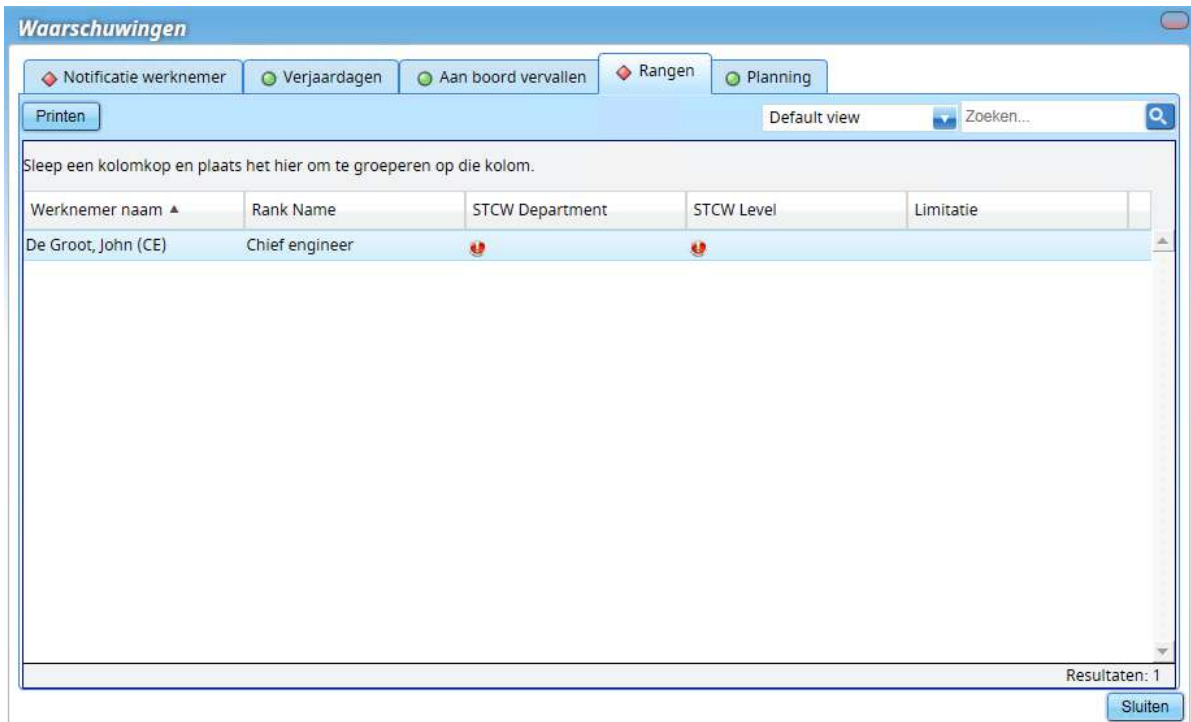 Waarschuwingen
Notificatie werknemer Verjaardagen Aan boord vervallen Rangen Planning
Printen Default view Zoeken...
Sleep een kolomkop en plaats het hier om te groeperen op die kolom.
Werknemer naam Rank Name STCW Department STCW Level Limitatie
De Groot, John (CE) Chief engineer
Resultaten: 1
Sluiten